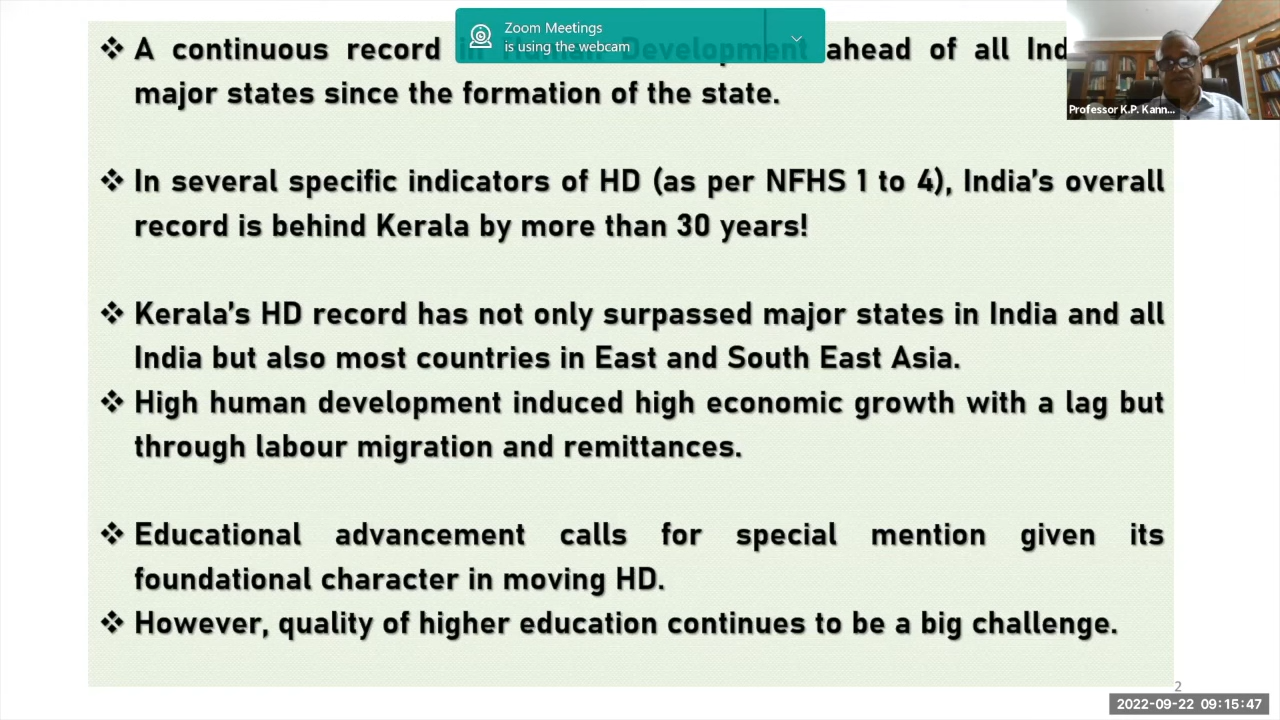 Zoom Meetings
is using the webcam
❖ A continuous record in Human Development ahead of all Ind
major states since the formation of the state.
❖ In several specific indicators of HD (as per NFHS 1 to 4), India's overall
record is behind Kerala by more than 30 years!
❖ Kerala's HD record has not only surpassed major states in India and all
India but also most countries in East and South East Asia.
❖ High human development induced high economic growth with a lag but
through labour migration and remittances.
❖ Educational advancement calls for special mention given its
foundational character in moving HD.
❖ However, quality of higher education continues to be a big challenge.
Professor K.P. Kann...
2
2022-09-22 09:15:47